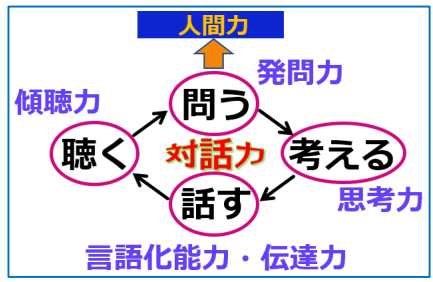 人間力
発問力
問う
傾聴力
聴く
対話力
考える
思考力
話す
言語化能力・伝達力